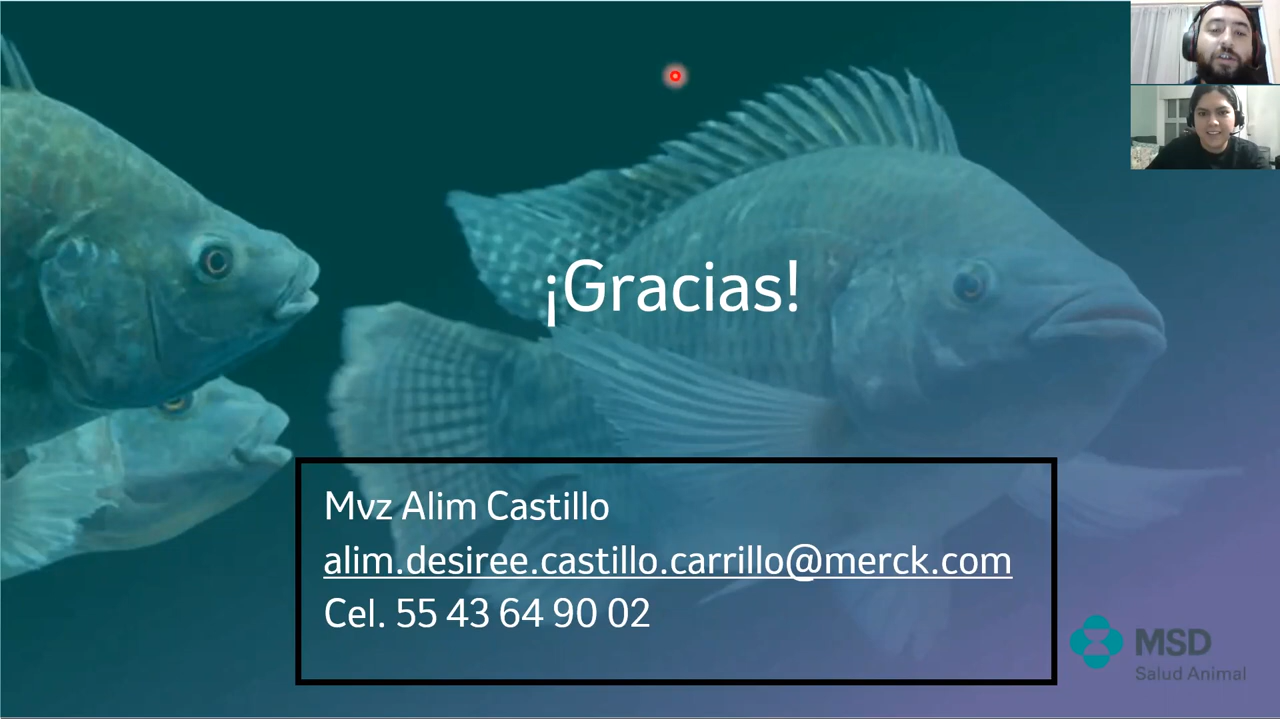 ¡Gracias!
Mvz Alim Castillo
alim.desiree.castillo.carrillo@merck.com
Cel. 55 43 64 90 02
MSD
Salud Animal